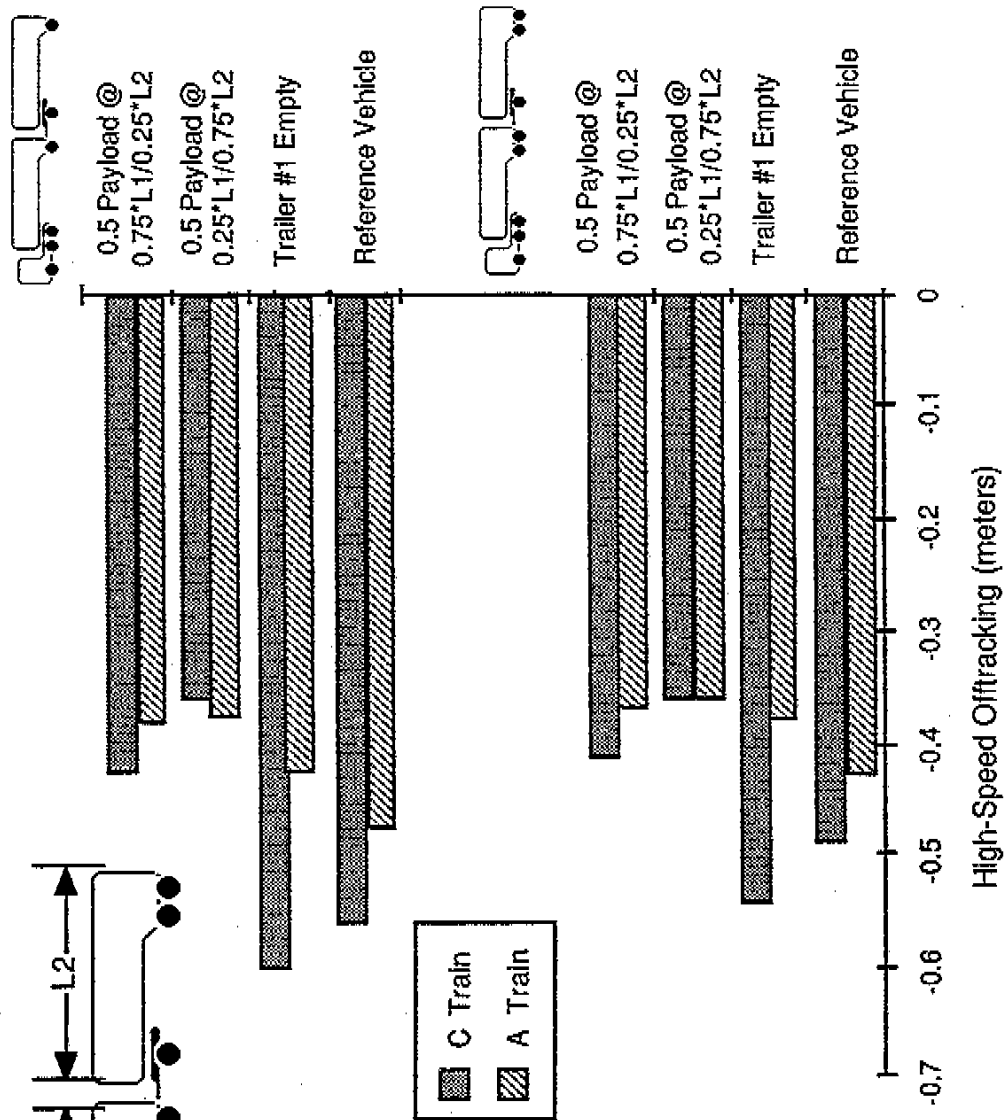 0.5 Payload @
0.75*L1/0.25*L2
0.5 Payload @
0.25*L1/0.75*L2
Trailer #1 Empty
Reference Vehicle
L2
C Train
A Train
0.5 Payload @
0.75*L1/0.25*L2
0.5 Payload @
0.25*L1/0.75*L2
Trailer #1 Empty
Reference Vehicle
-0.7
-0.6
-0.5
-0.4
-0.3
-0.2
-0.1
0
High-Speed Offtracking (meters)